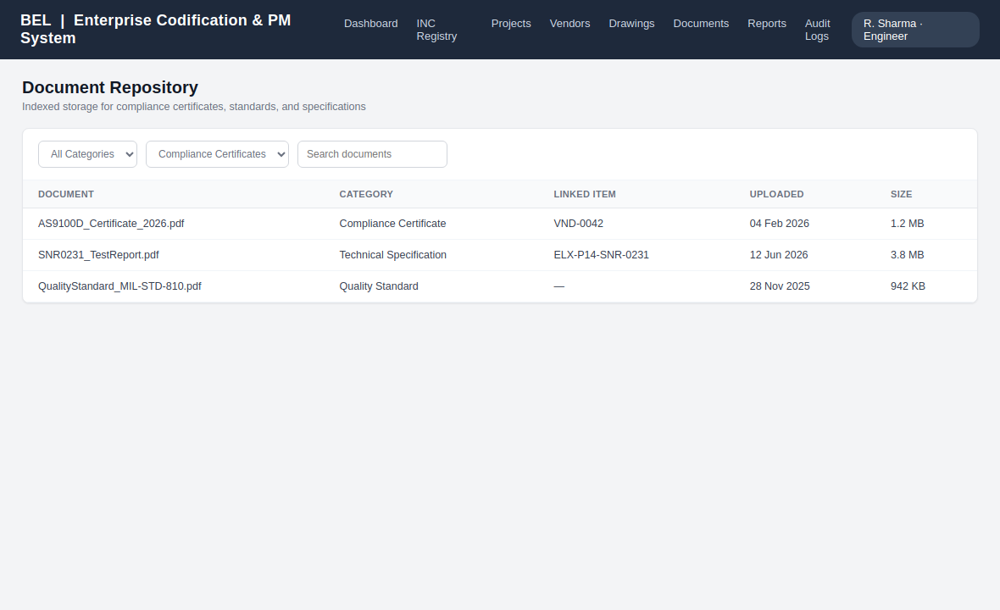 BEL | Enterprise Codification & PM
System
Dashboard
INC
Registry
Projects
Vendors
Drawings
Documents
Reports
Audit
Logs
R. Sharma ·
Engineer
Document Repository
Indexed storage for compliance certificates, standards, and specifications
All Categories
Compliance Certificates
Search documents
DOCUMENT CATEGORY LINKED ITEM UPLOADED SIZE
AS9100D_Certificate_2026.pdf Compliance Certificate VND-0042 04 Feb 2026 1.2 MB
SNR0231_TestReport.pdf Technical Specification ELX-P14-SNR-0231 12 Jun 2026 3.8 MB
QualityStandard_MIL-STD-810.pdf Quality Standard — 28 Nov 2025 942 KB